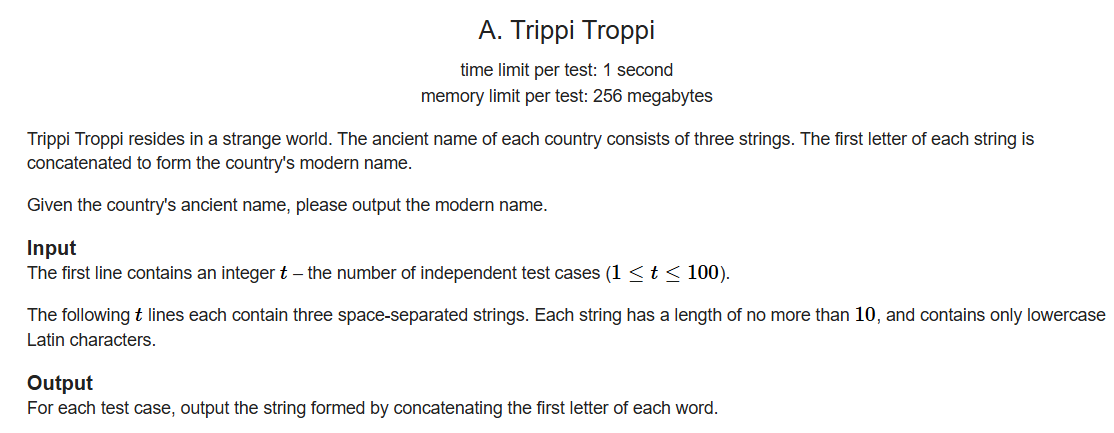 A. Trippi Troppi
time limit per test: 1 second
memory limit per test: 256 megabytes
Trippi Troppi resides in a strange world. The ancient name of each country consists of three strings. The first letter of each string is
concatenated to form the country's modern name.
Given the country's ancient name, please output the modern name.
Input
The first line contains an integer t – the number of independent test cases (1 ≤ t ≤ 100).
The following t lines each contain three space-separated strings. Each string has a length of no more than 10, and contains only lowercase
Latin characters.
Output
For each test case, output the string formed by concatenating the first letter of each word.